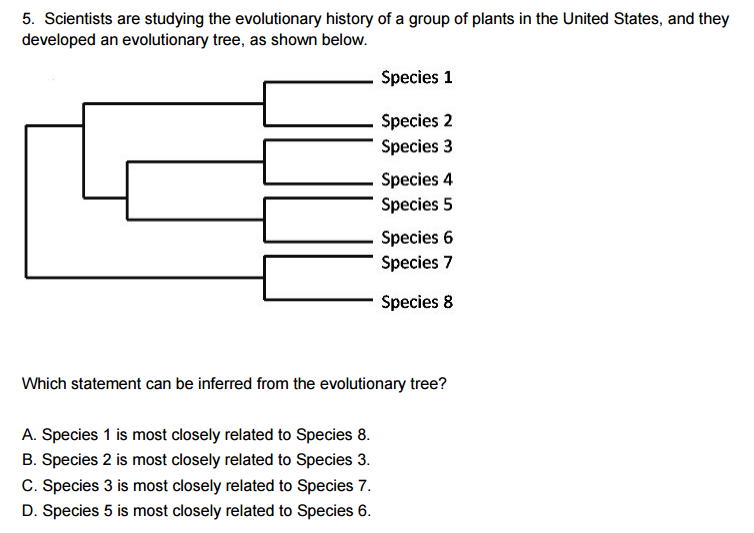 5. Scientists are studying the evolutionary history of a group of plants in the United States, and they
developed an evolutionary tree, as shown below.
Species 1
Species 2
Species 3
Species 4
Species 5
Species 6
Species 7
Species 8
Which statement can be inferred from the evolutionary tree?
A. Species 1 is most closely related to Species 8.
B. Species 2 is most closely related to Species 3.
C. Species 3 is most closely related to Species 7.
D. Species 5 is most closely related to Species 6.